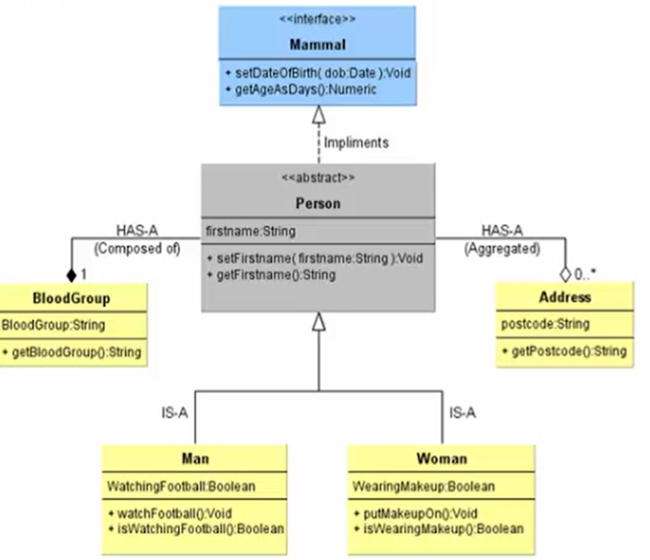 <<interface>>
Mammal
+ setDateOfBirth( dob:Date ):Void
+ getAgeAsDays():Numeric
Impliments
<<abstract>>
Person
firstname:String
+ setFirstname( firstname:String ):Void
+ getFirstname():String
HAS-A
(Composed of)
1
HAS-A
(Aggregated)
0..*
BloodGroup
BloodGroup:String
+ getBloodGroup():String
Address
postcode:String
+ getPostcode():String
IS-A
IS-A
Man
WatchingFootball:Boolean
+ watchFootball():Void
+ isWatchingFootball():Boolean
Woman
WearingMakeup:Boolean
+ putMakeupOn():Void
+ isWearingMakeup():Boolean